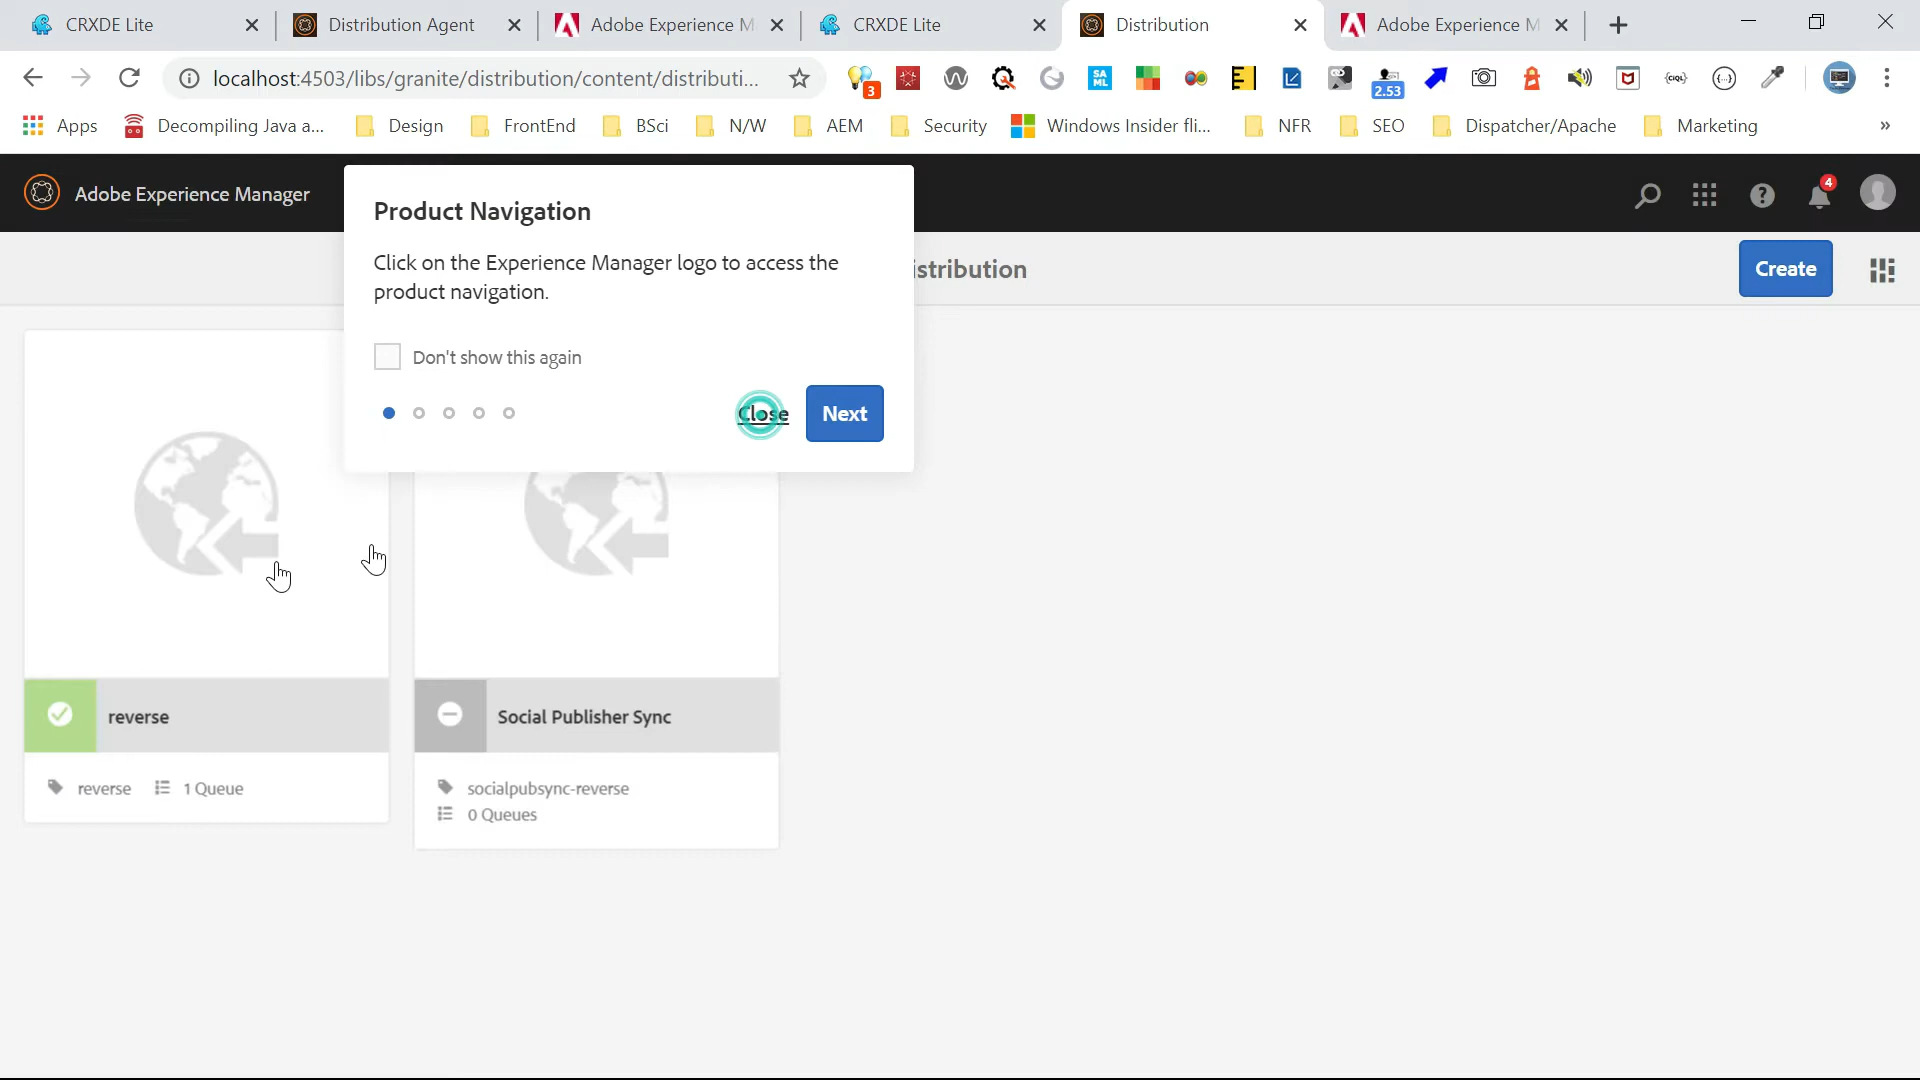 CRXDE Lite
Distribution Agent
Adobe Experience M
CRXDE Lite
Distribution
Adobe Experience M
localhost:4503/libs/granite/distribution/content/distributi...
3
SA
ML
2.53
CIQL
Apps
Decompiling Java a...
Design
FrontEnd
BSci
N/W
AEM
Security
Windows Insider fli...
NFR
SEO
Dispatcher/Apache
Marketing
»
Adobe Experience Manager
4
Product Navigation
Click on the Experience Manager logo to access the
product navigation.
Don't show this again
Close
Next
istribution
Create
reverse
reverse
1 Queue
Social Publisher Sync
socialpubsync-reverse
0 Queues